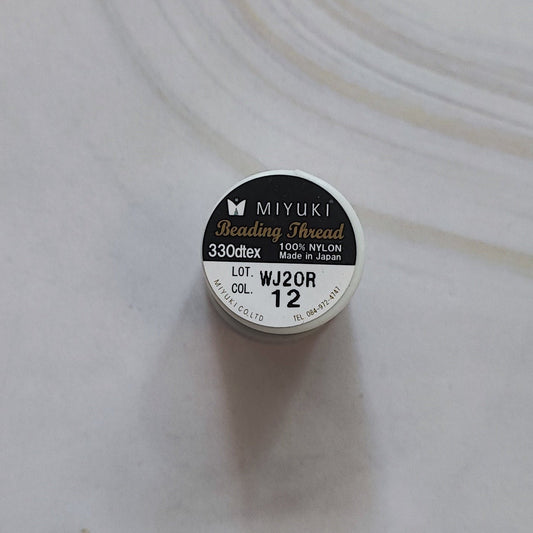 MIYUKI
Beading Thread
330dtex 100% NYLON
Made in Japan
LOT. WJ20R
COL. 12
MIYUKI CO.,LTD TEL 084-972-4747